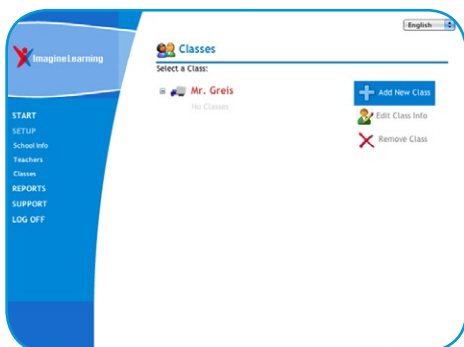 English
ImagineLearning
Classes
Select a Class:
Mr. Greis
No Classes
Add New Class
Edit Class Info
Remove Class
START
SETUP
School Info
Teachers
Classes
REPORTS
SUPPORT
LOG OFF